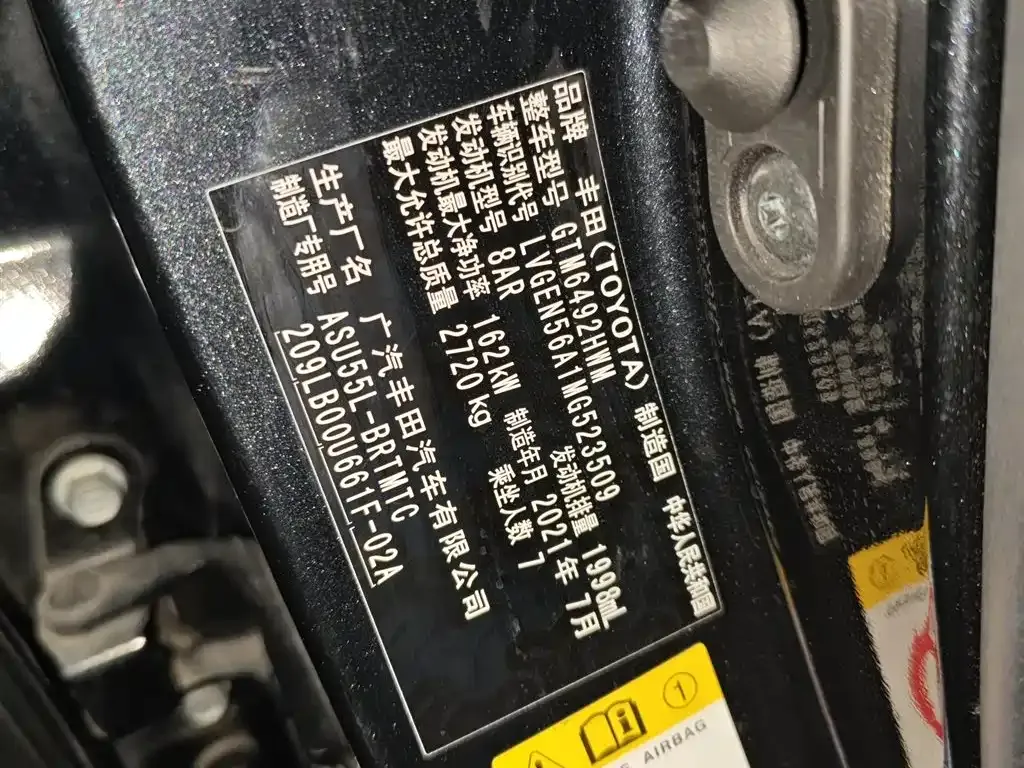 品牌 丰田(TOYOTA) 制造国 中华人民共和国
整车型号 GTM6492HWW
车辆识别代号 LVGEN56A1MG523509
发动机型号 8AR 发动机排量 1998mL
发动机最大净功率 162kW 制造年月 2021年 7月
最大允许总质量 2720kg 乘坐人数 7
生产厂名 广汽丰田汽车有限公司
制造厂专用号 ASU55L-BRTMTC
209LB00U661F-02A
1
AIRBAG